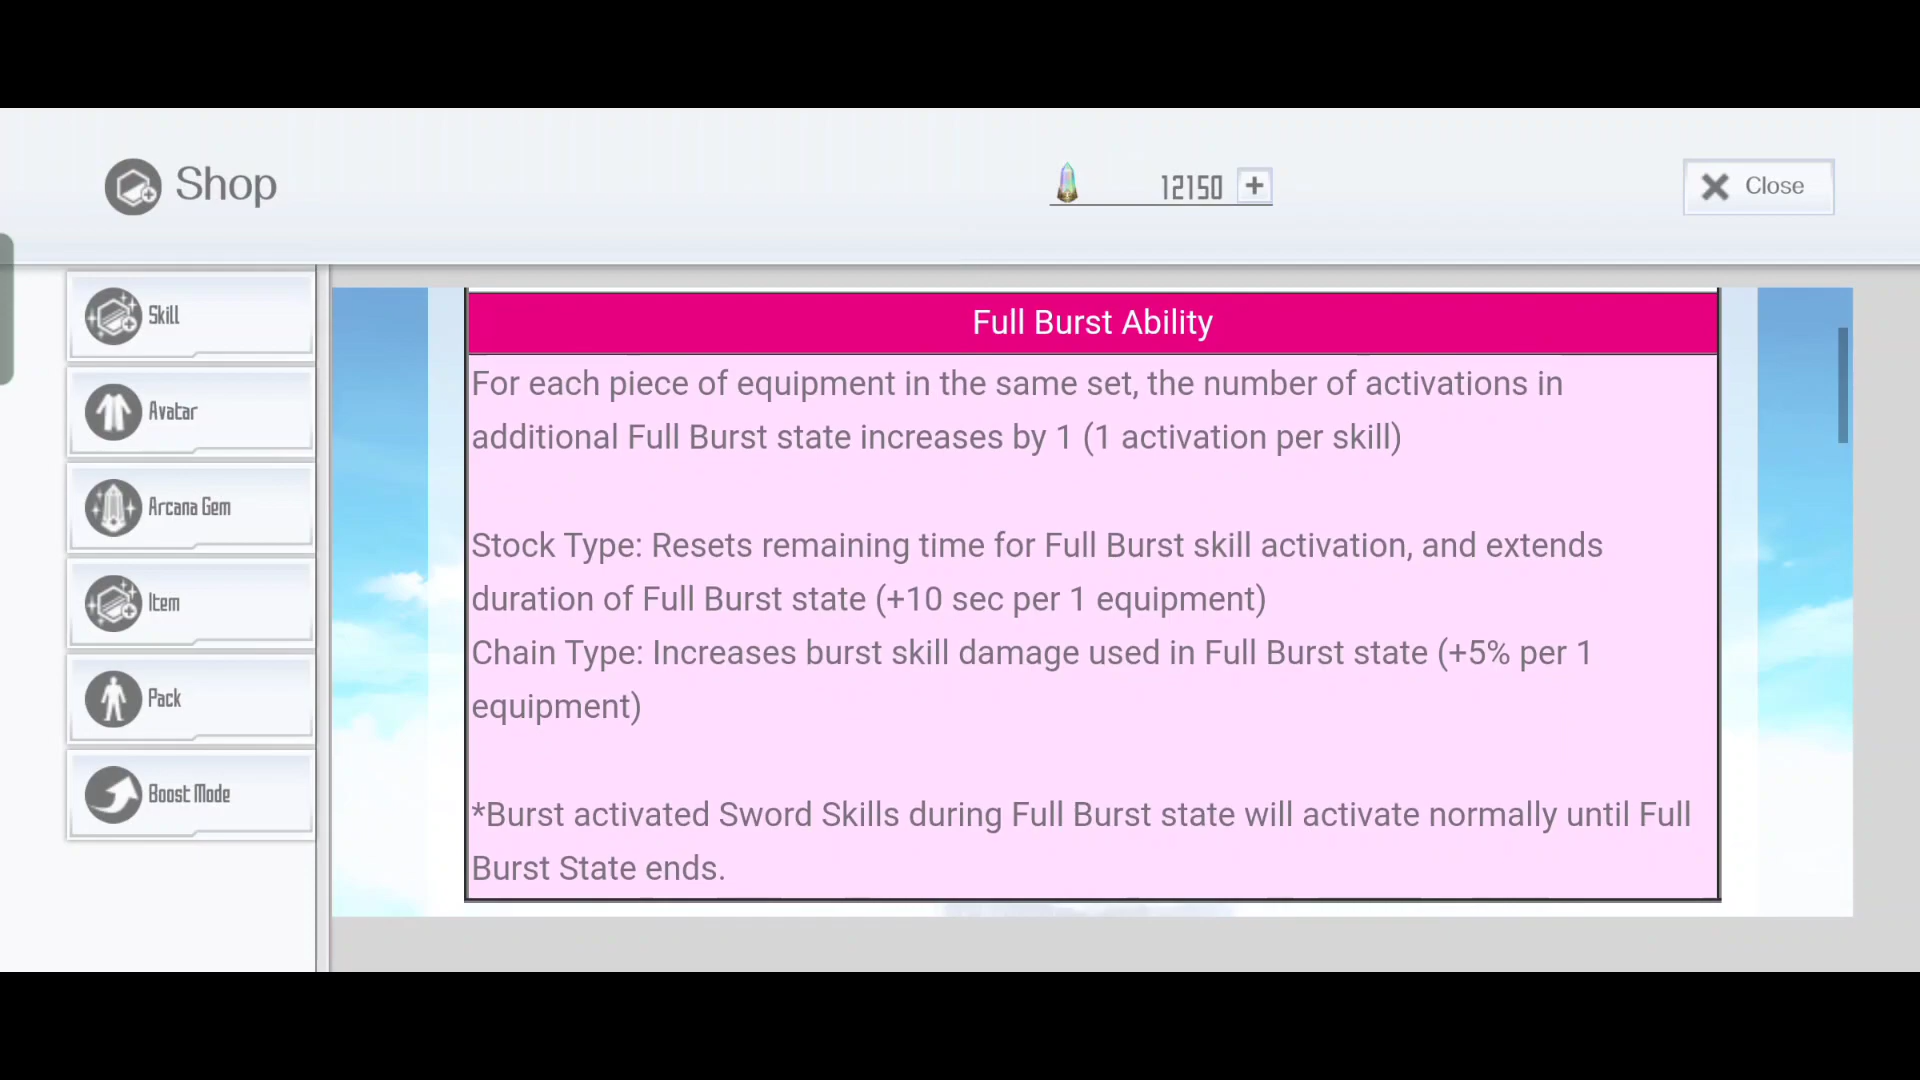 Shop
12150
Close
Skill
Avatar
Arcana Gem
Item
Pack
Boost Mode
Full Burst Ability
For each piece of equipment in the same set, the number of activations in
additional Full Burst state increases by 1 (1 activation per skill)
Stock Type: Resets remaining time for Full Burst skill activation, and extends
duration of Full Burst state (+10 sec per 1 equipment)
Chain Type: Increases burst skill damage used in Full Burst state (+5% per 1
equipment)
*Burst activated Sword Skills during Full Burst state will activate normally until Full
Burst State ends.